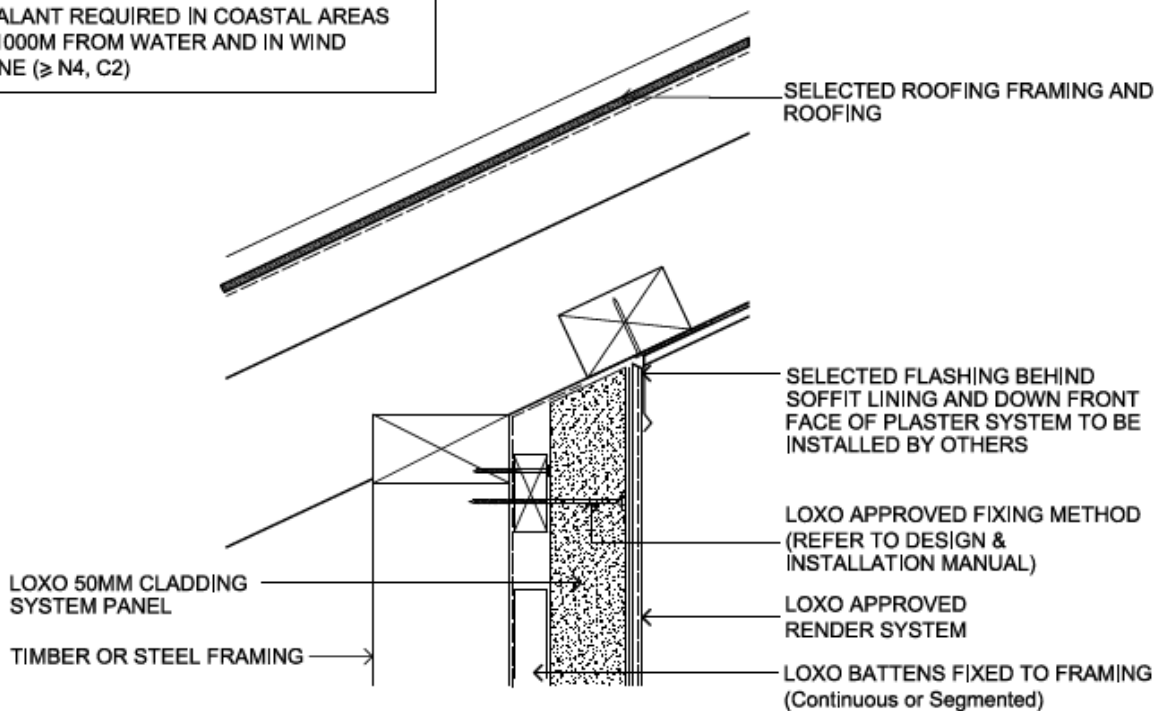 ALANT REQUIRED IN COASTAL AREAS
1000M FROM WATER AND IN WIND
NE (≥ N4, C2)
SELECTED ROOFING FRAMING AND
ROOFING
SELECTED FLASHING BEHIND
SOFFIT LINING AND DOWN FRONT
FACE OF PLASTER SYSTEM TO BE
INSTALLED BY OTHERS
LOXO APPROVED FIXING METHOD
(REFER TO DESIGN &
INSTALLATION MANUAL)
LOXO 50MM CLADDING
SYSTEM PANEL
LOXO APPROVED
RENDER SYSTEM
TIMBER OR STEEL FRAMING
LOXO BATTENS FIXED TO FRAMING
(Continuous or Segmented)